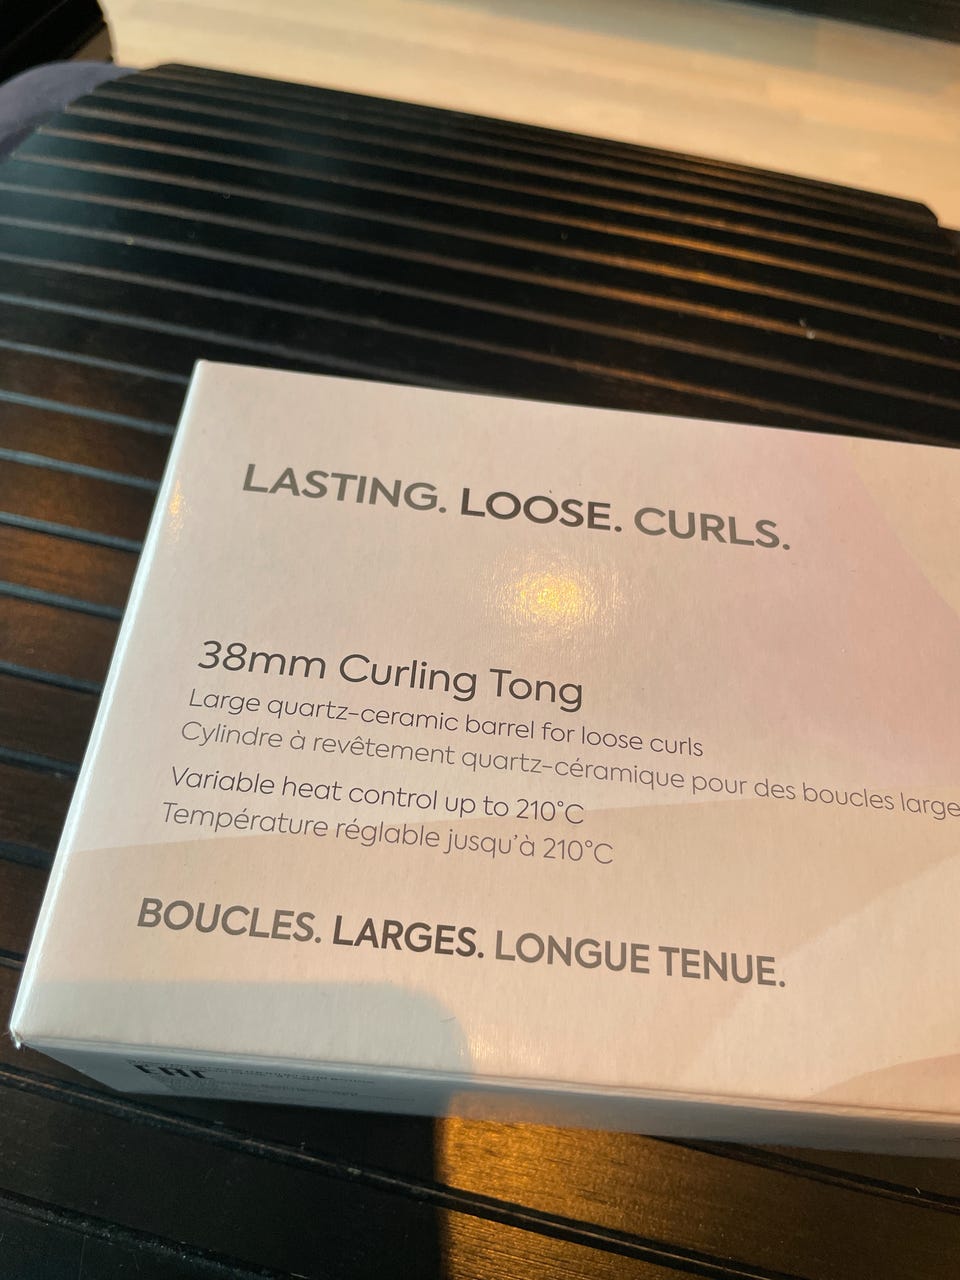 LASTING. LOOSE. CURLS.
38mm Curling Tong
Large quartz-ceramic barrel for loose curls
Cylindre à revêtement quartz-céramique pour des boucles large
Variable heat control up to 210°C
Température réglable jusqu'à 210°C
BOUCLES. LARGES. LONGUE TENUE.
EAC